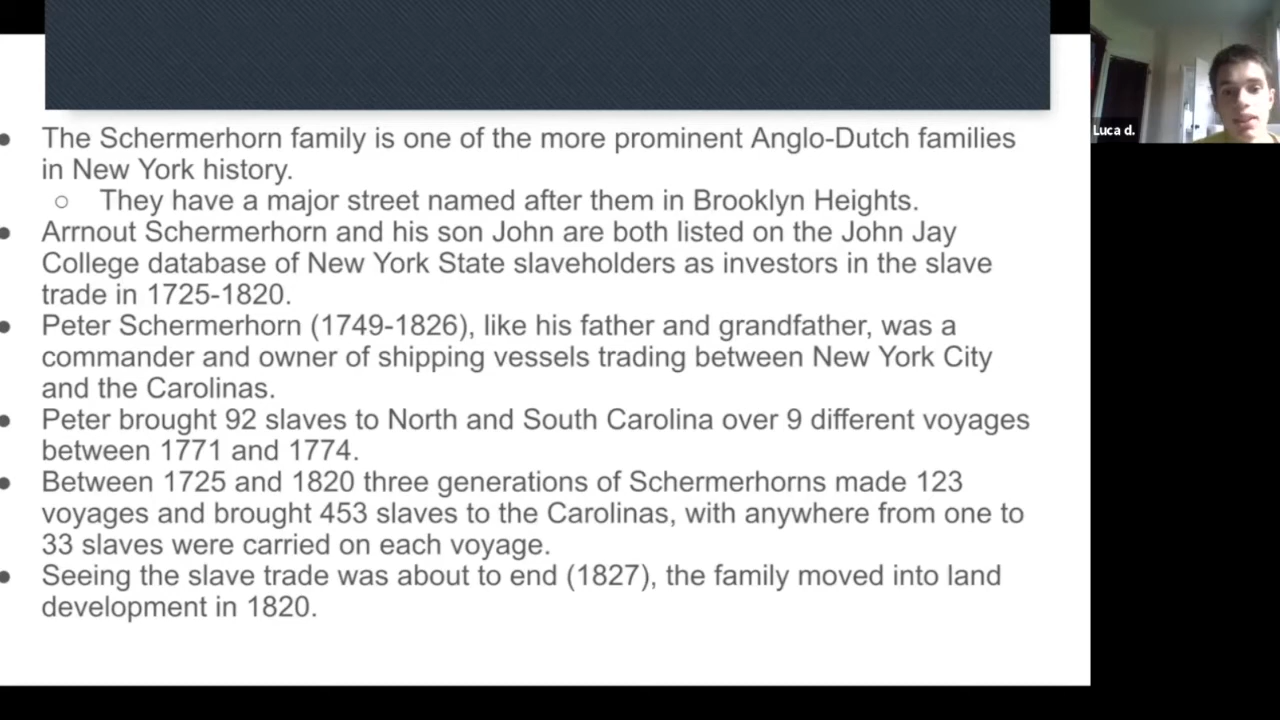 The Schermerhorn family is one of the more prominent Anglo-Dutch families
in New York history.
They have a major street named after them in Brooklyn Heights.
Arrnout Schermerhorn and his son John are both listed on the John Jay
College database of New York State slaveholders as investors in the slave
trade in 1725-1820.
Peter Schermerhorn (1749-1826), like his father and grandfather, was a
commander and owner of shipping vessels trading between New York City
and the Carolinas.
Peter brought 92 slaves to North and South Carolina over 9 different voyages
between 1771 and 1774.
Between 1725 and 1820 three generations of Schermerhorns made 123
voyages and brought 453 slaves to the Carolinas, with anywhere from one to
33 slaves were carried on each voyage.
Seeing the slave trade was about to end (1827), the family moved into land
development in 1820.
Luca d.